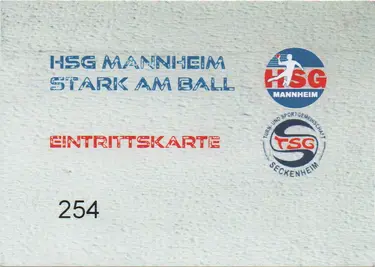 HSG MANNHEIM
STARK AM BALL
HSG
MANNHEIM
EINTRITTSKARTE
TURN- UND SPORTGEMEINSCHAFT
TSG
SECKENHEIM
254